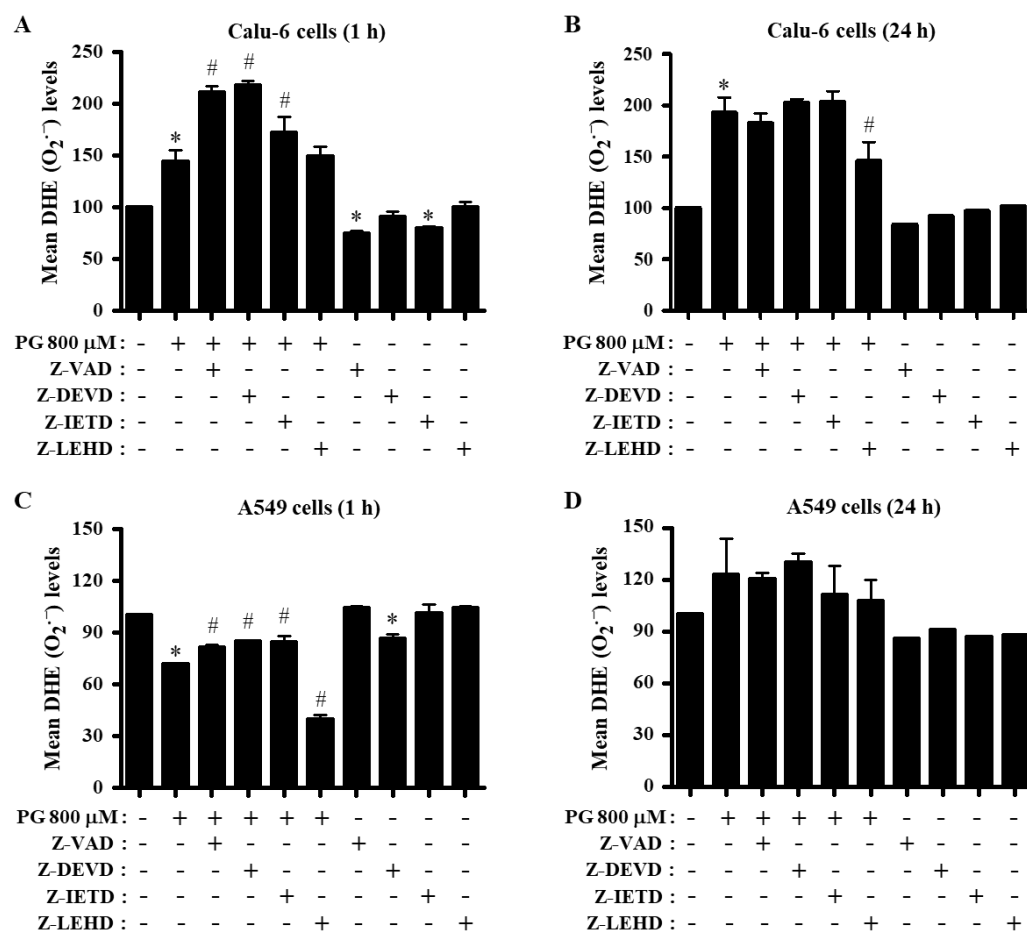 A
Calu-6 cells (1 h)
Mean DHE (O₂·⁻) levels
250
200
150
100
50
0
* # # # * *
PG 800 μM : - + + + + + - - - -
Z-VAD : - - + - - - + - - -
Z-DEVD : - - - + - - - + - -
Z-IETD : - - - - + - - - + -
Z-LEHD : - - - - - + - - - +
B
Calu-6 cells (24 h)
Mean DHE (O₂·⁻) levels
250
200
150
100
50
0
* #
PG 800 μM : - + + + + + - - - -
Z-VAD : - - + - - - + - - -
Z-DEVD : - - - + - - - + - -
Z-IETD : - - - - + - - - + -
Z-LEHD : - - - - - + - - - +
C
A549 cells (1 h)
Mean DHE (O₂·⁻) levels
150
120
90
60
30
0
* # # # # *
PG 800 μM : - + + + + + - - - -
Z-VAD : - - + - - - + - - -
Z-DEVD : - - - + - - - + - -
Z-IETD : - - - - + - - - + -
Z-LEHD : - - - - - + - - - +
D
A549 cells (24 h)
Mean DHE (O₂·⁻) levels
150
120
90
60
30
0
PG 800 μM : - + + + + + - - - -
Z-VAD : - - + - - - + - - -
Z-DEVD : - - - + - - - + - -
Z-IETD : - - - - + - - - + -
Z-LEHD : - - - - - + - - - +